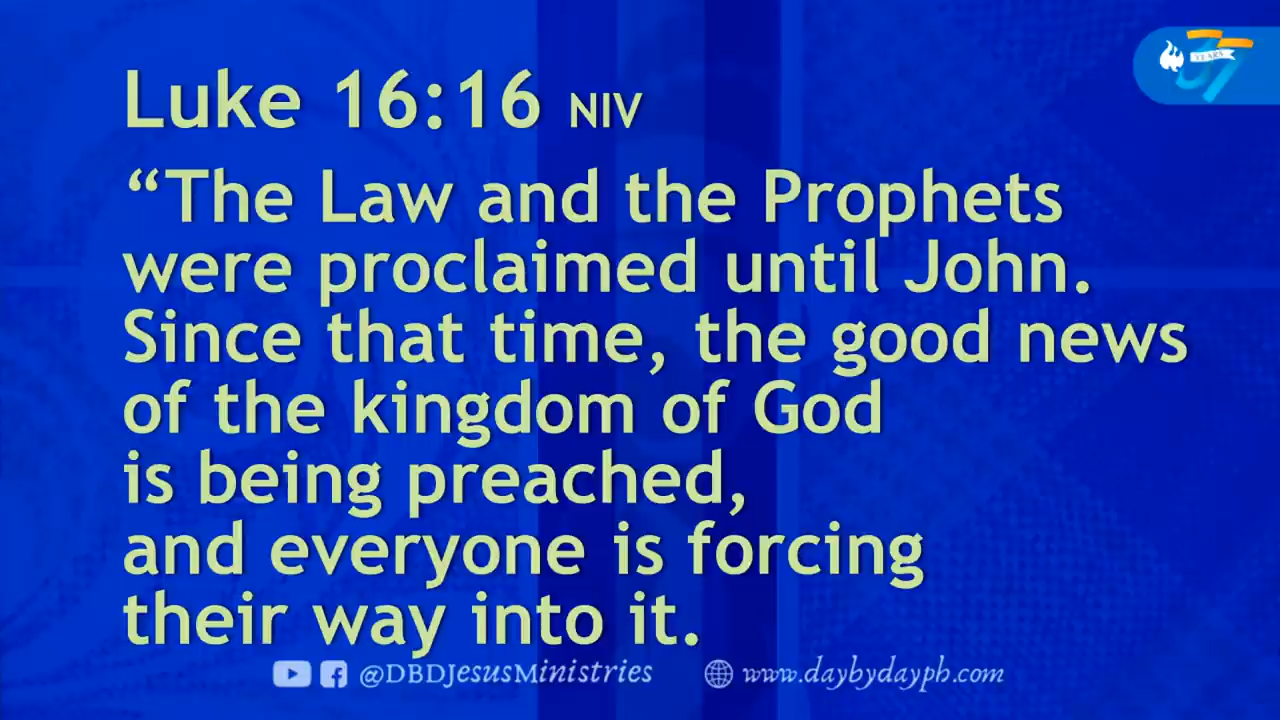 37
YEARS
Luke 16:16 NIV
“The Law and the Prophets
were proclaimed until John.
Since that time, the good news
of the kingdom of God
is being preached,
and everyone is forcing
their way into it.
@DBDJesusMinistries www.daybydayph.com